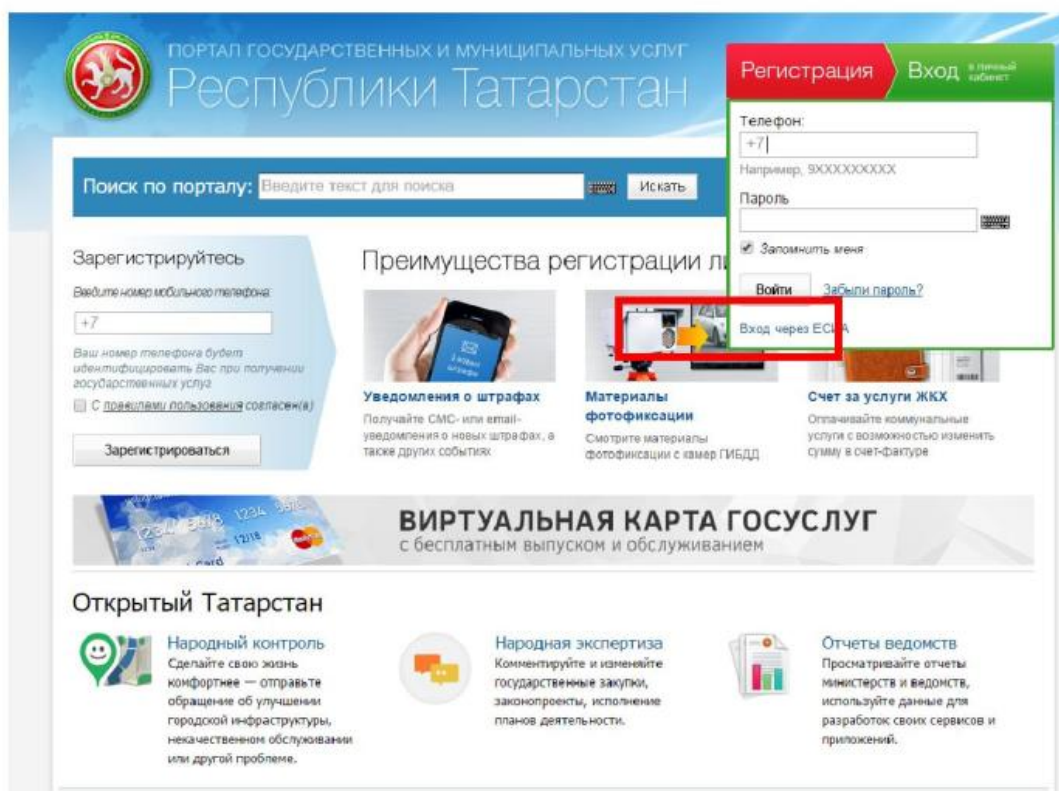 ПОРТАЛ ГОСУДАРСТВЕННЫХ И МУНИЦИПАЛЬНЫХ УСЛУГ
Республики Татарстан
Регистрация
Вход в личный кабинет
Телефон:
+7
Например, 9XXXXXXXXX
Пароль
Запомнить меня
Войти
Забыли пароль?
Вход через ЕСИА
Поиск по порталу:
Введите текст для поиска
Искать
Зарегистрируйтесь
Введите номер мобильного телефона:
+7
Ваш номер телефона будет
идентифицировать Вас при получении
государственных услуг
С правилами пользования согласен(а)
Зарегистрироваться
Преимущества регистрации
Уведомления о штрафах
Получайте СМС- или email-
уведомления о новых штрафах, а
также других событиях
Материалы
фотофиксации
Смотрите материалы
фотофиксации с камер ГИБДД
Счет за услуги ЖКХ
Оплачивайте коммунальные
услуги с возможностью изменить
сумму в счет-фактуре
ВИРТУАЛЬНАЯ КАРТА ГОСУСЛУГ
с бесплатным выпуском и обслуживанием
Открытый Татарстан
Народный контроль
Сделайте свою жизнь
комфортнее — отправьте
обращение об улучшении
городской инфраструктуры,
некачественном обслуживании
или другой проблеме.
Народная экспертиза
Комментируйте и изменяйте
государственные закупки,
законопроекты, исполнение
планов деятельности.
Отчеты ведомств
Просматривайте отчеты
министерств и ведомств,
используйте данные для
разработок своих сервисов и
приложений.